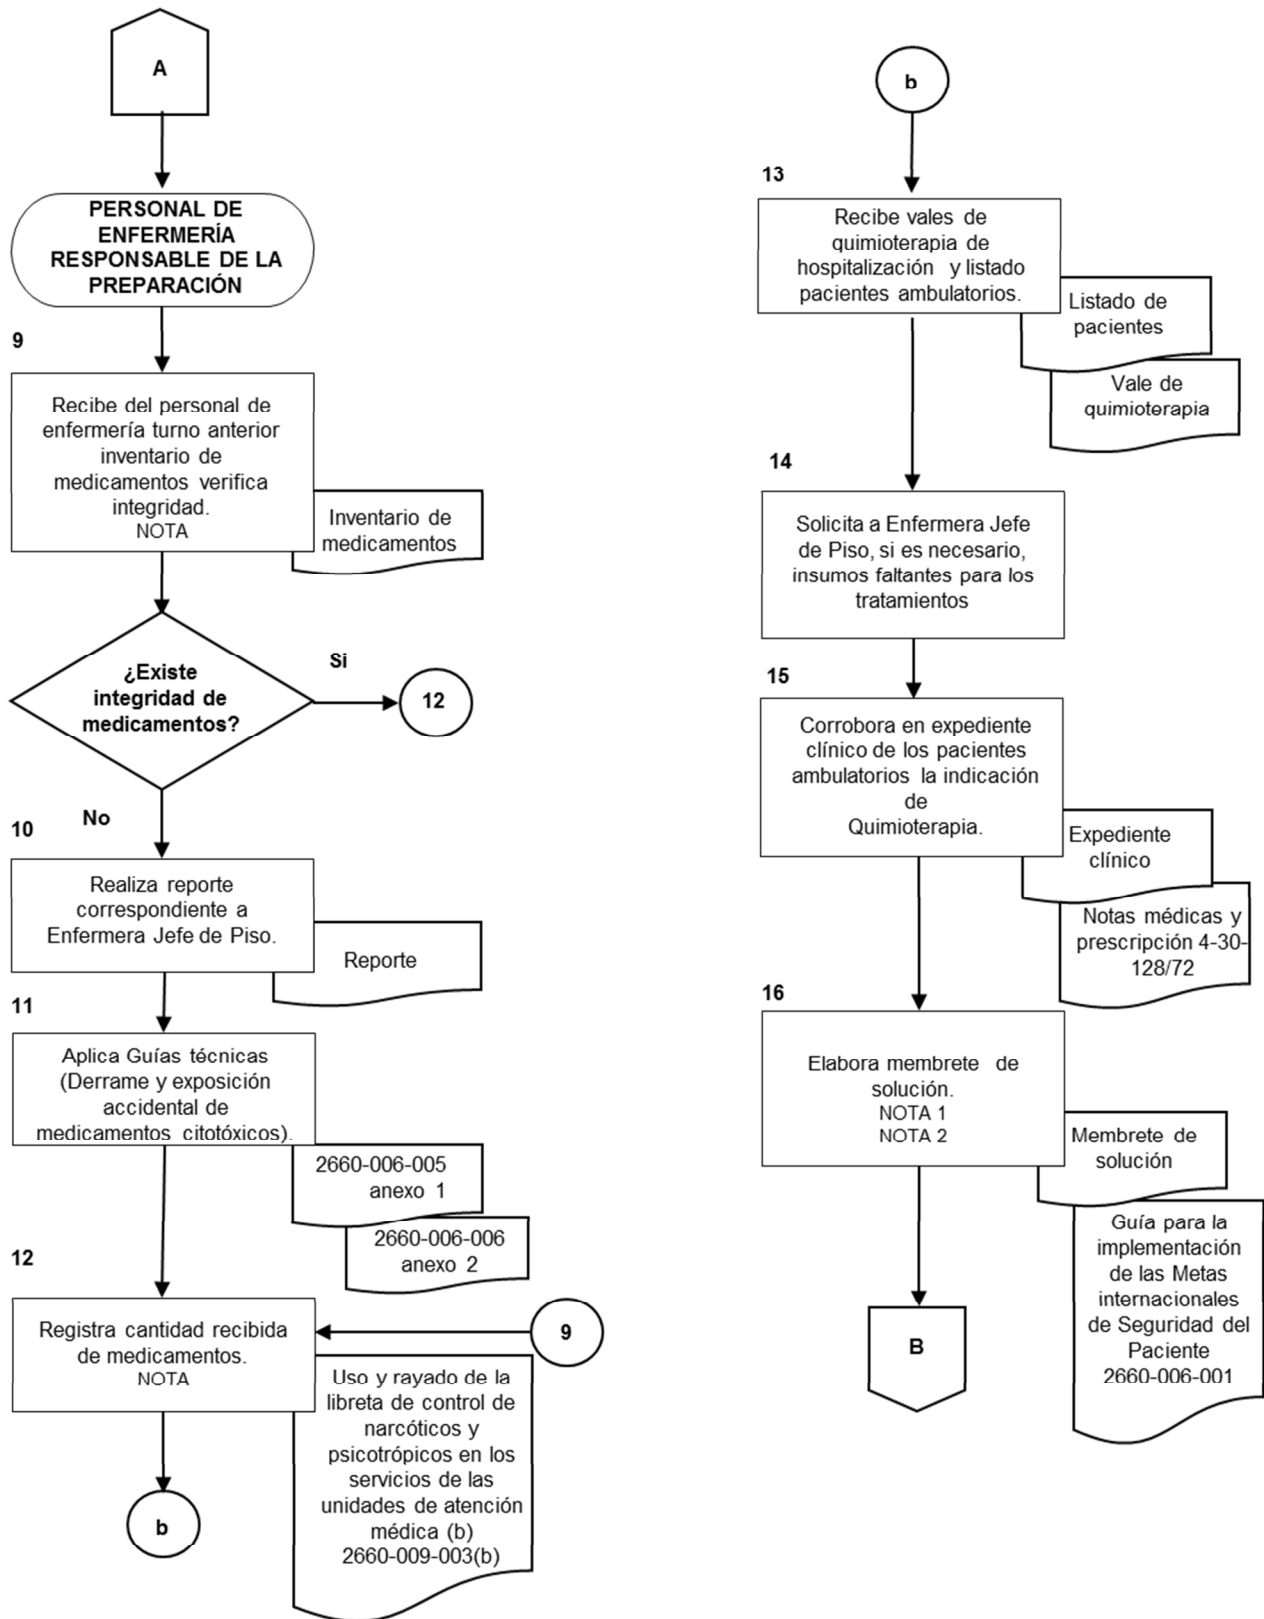 A
PERSONAL DE
ENFERMERÍA
RESPONSABLE DE LA
PREPARACIÓN
9
Recibe del personal de
enfermería turno anterior
inventario de
medicamentos verifica
integridad.
NOTA
Inventario de
medicamentos
¿Existe
integridad de
medicamentos?
Si
12
No
10
Realiza reporte
correspondiente a
Enfermera Jefe de Piso.
Reporte
11
Aplica Guías técnicas
(Derrame y exposición
accidental de
medicamentos citotóxicos).
2660-006-005
anexo 1
2660-006-006
anexo 2
12
Registra cantidad recibida
de medicamentos.
NOTA
9
Uso y rayado de la
libreta de control de
narcóticos y
psicotrópicos en los
servicios de las
unidades de atención
médica (b)
2660-009-003(b)
b
b
13
Recibe vales de
quimioterapia de
hospitalización y listado
pacientes ambulatorios.
Listado de
pacientes
Vale de
quimioterapia
14
Solicita a Enfermera Jefe
de Piso, si es necesario,
insumos faltantes para los
tratamientos
15
Corrobora en expediente
clínico de los pacientes
ambulatorios la indicación
de
Quimioterapia.
Expediente
clínico
Notas médicas y
prescripción 4-30-
128/72
16
Elabora membrete de
solución.
NOTA 1
NOTA 2
Membrete de
solución
Guía para la
implementación
de las Metas
internacionales
de Seguridad del
Paciente
2660-006-001
B